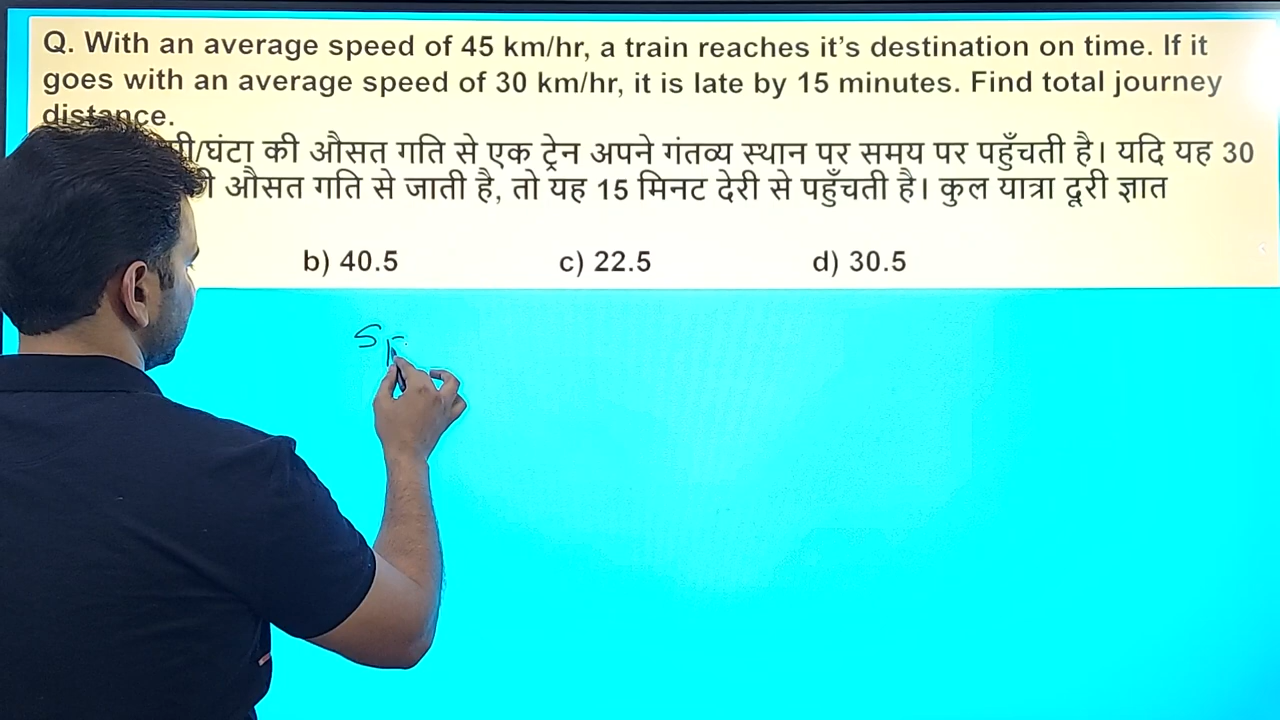 Q. With an average speed of 45 km/hr, a train reaches it's destination on time. If it
goes with an average speed of 30 km/hr, it is late by 15 minutes. Find total journey
distance.
/घंटा की औसत गति से एक ट्रेन अपने गंतव्य स्थान पर समय पर पहुँचती है। यदि यह 30
औसत गति से जाती है, तो यह 15 मिनट देरी से पहुँचती है। कुल यात्रा दूरी ज्ञात
b) 40.5 c) 22.5 d) 30.5
S